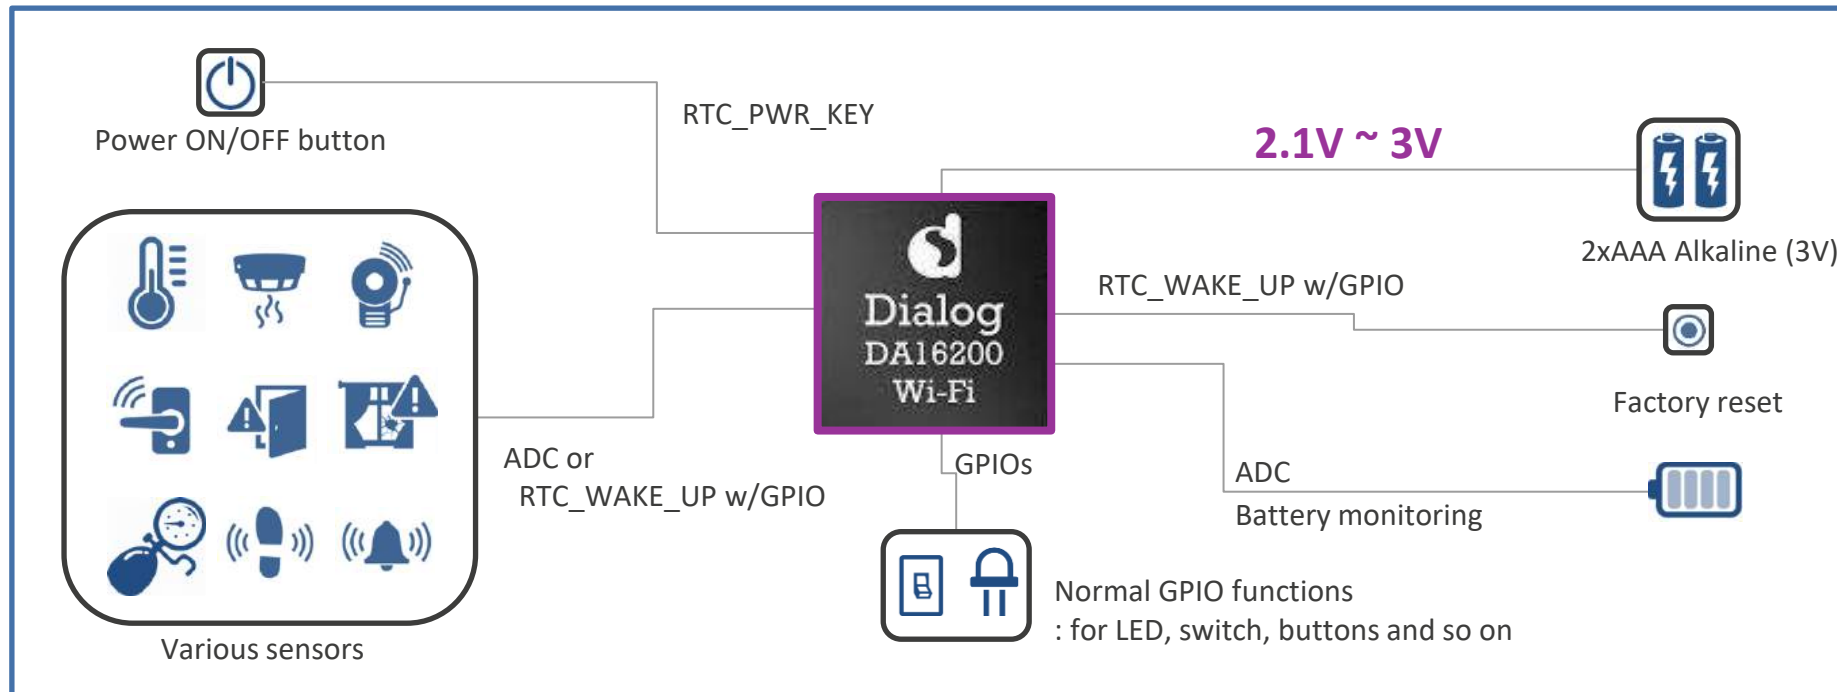 Power ON/OFF button
RTC_PWR_KEY
2.1V ~ 3V
2xAAA Alkaline (3V)
Dialog
DA16200
Wi-Fi
RTC_WAKE_UP w/GPIO
Factory reset
ADC or
RTC_WAKE_UP w/GPIO
GPIOs
ADC
Battery monitoring
Normal GPIO functions
: for LED, switch, buttons and so on
Various sensors